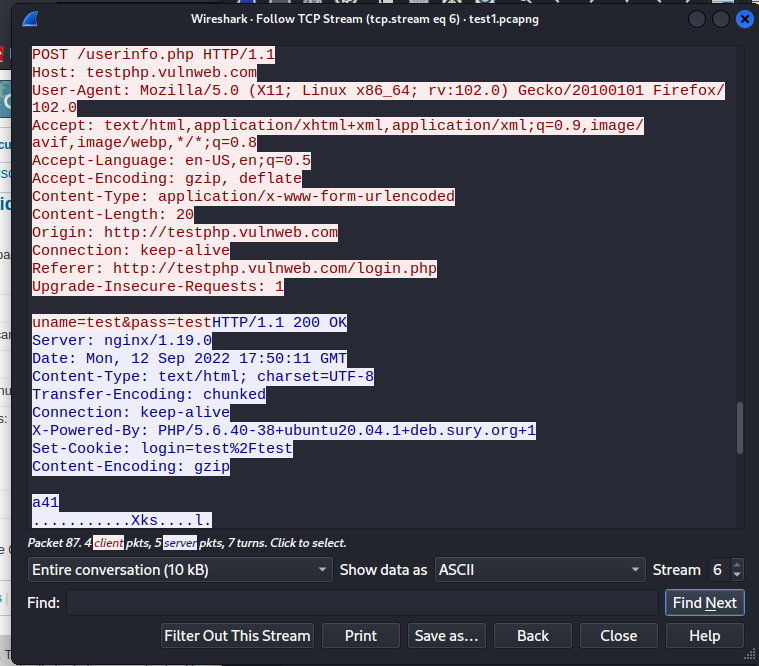 Wireshark · Follow TCP Stream (tcp.stream eq 6) · test1.pcapng
POST /userinfo.php HTTP/1.1
Host: testphp.vulnweb.com
User-Agent: Mozilla/5.0 (X11; Linux x86_64; rv:102.0) Gecko/20100101 Firefox/
102.0
Accept: text/html,application/xhtml+xml,application/xml;q=0.9,image/
avif,image/webp,*/*;q=0.8
Accept-Language: en-US,en;q=0.5
Accept-Encoding: gzip, deflate
Content-Type: application/x-www-form-urlencoded
Content-Length: 20
Origin: http://testphp.vulnweb.com
Connection: keep-alive
Referer: http://testphp.vulnweb.com/login.php
Upgrade-Insecure-Requests: 1
uname=test&pass=testHTTP/1.1 200 OK
Server: nginx/1.19.0
Date: Mon, 12 Sep 2022 17:50:11 GMT
Content-Type: text/html; charset=UTF-8
Transfer-Encoding: chunked
Connection: keep-alive
X-Powered-By: PHP/5.6.40-38+ubuntu20.04.1+deb.sury.org+1
Set-Cookie: login=test%2Ftest
Content-Encoding: gzip
a41
...........Xks....l.
Packet 87. 4 client pkts, 5 server pkts, 7 turns. Click to select.
Entire conversation (10 kB) Show data as ASCII Stream 6
Find: Find Next
Filter Out This Stream Print Save as… Back Close Help